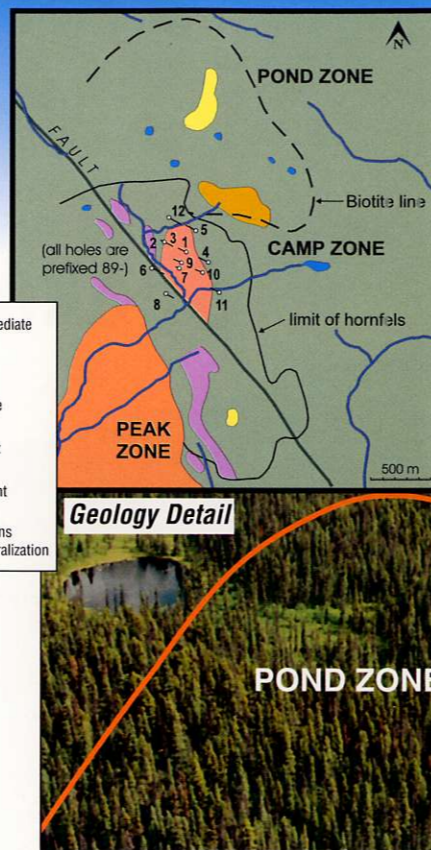 N
POND ZONE
FAULT
Biotite line
12
5
CAMP ZONE
(all holes are
prefixed 89-)
2
3
1
4
9
6
7
10
8
11
limit of hornfels
PEAK
ZONE
500 m
Geology Detail
POND ZONE